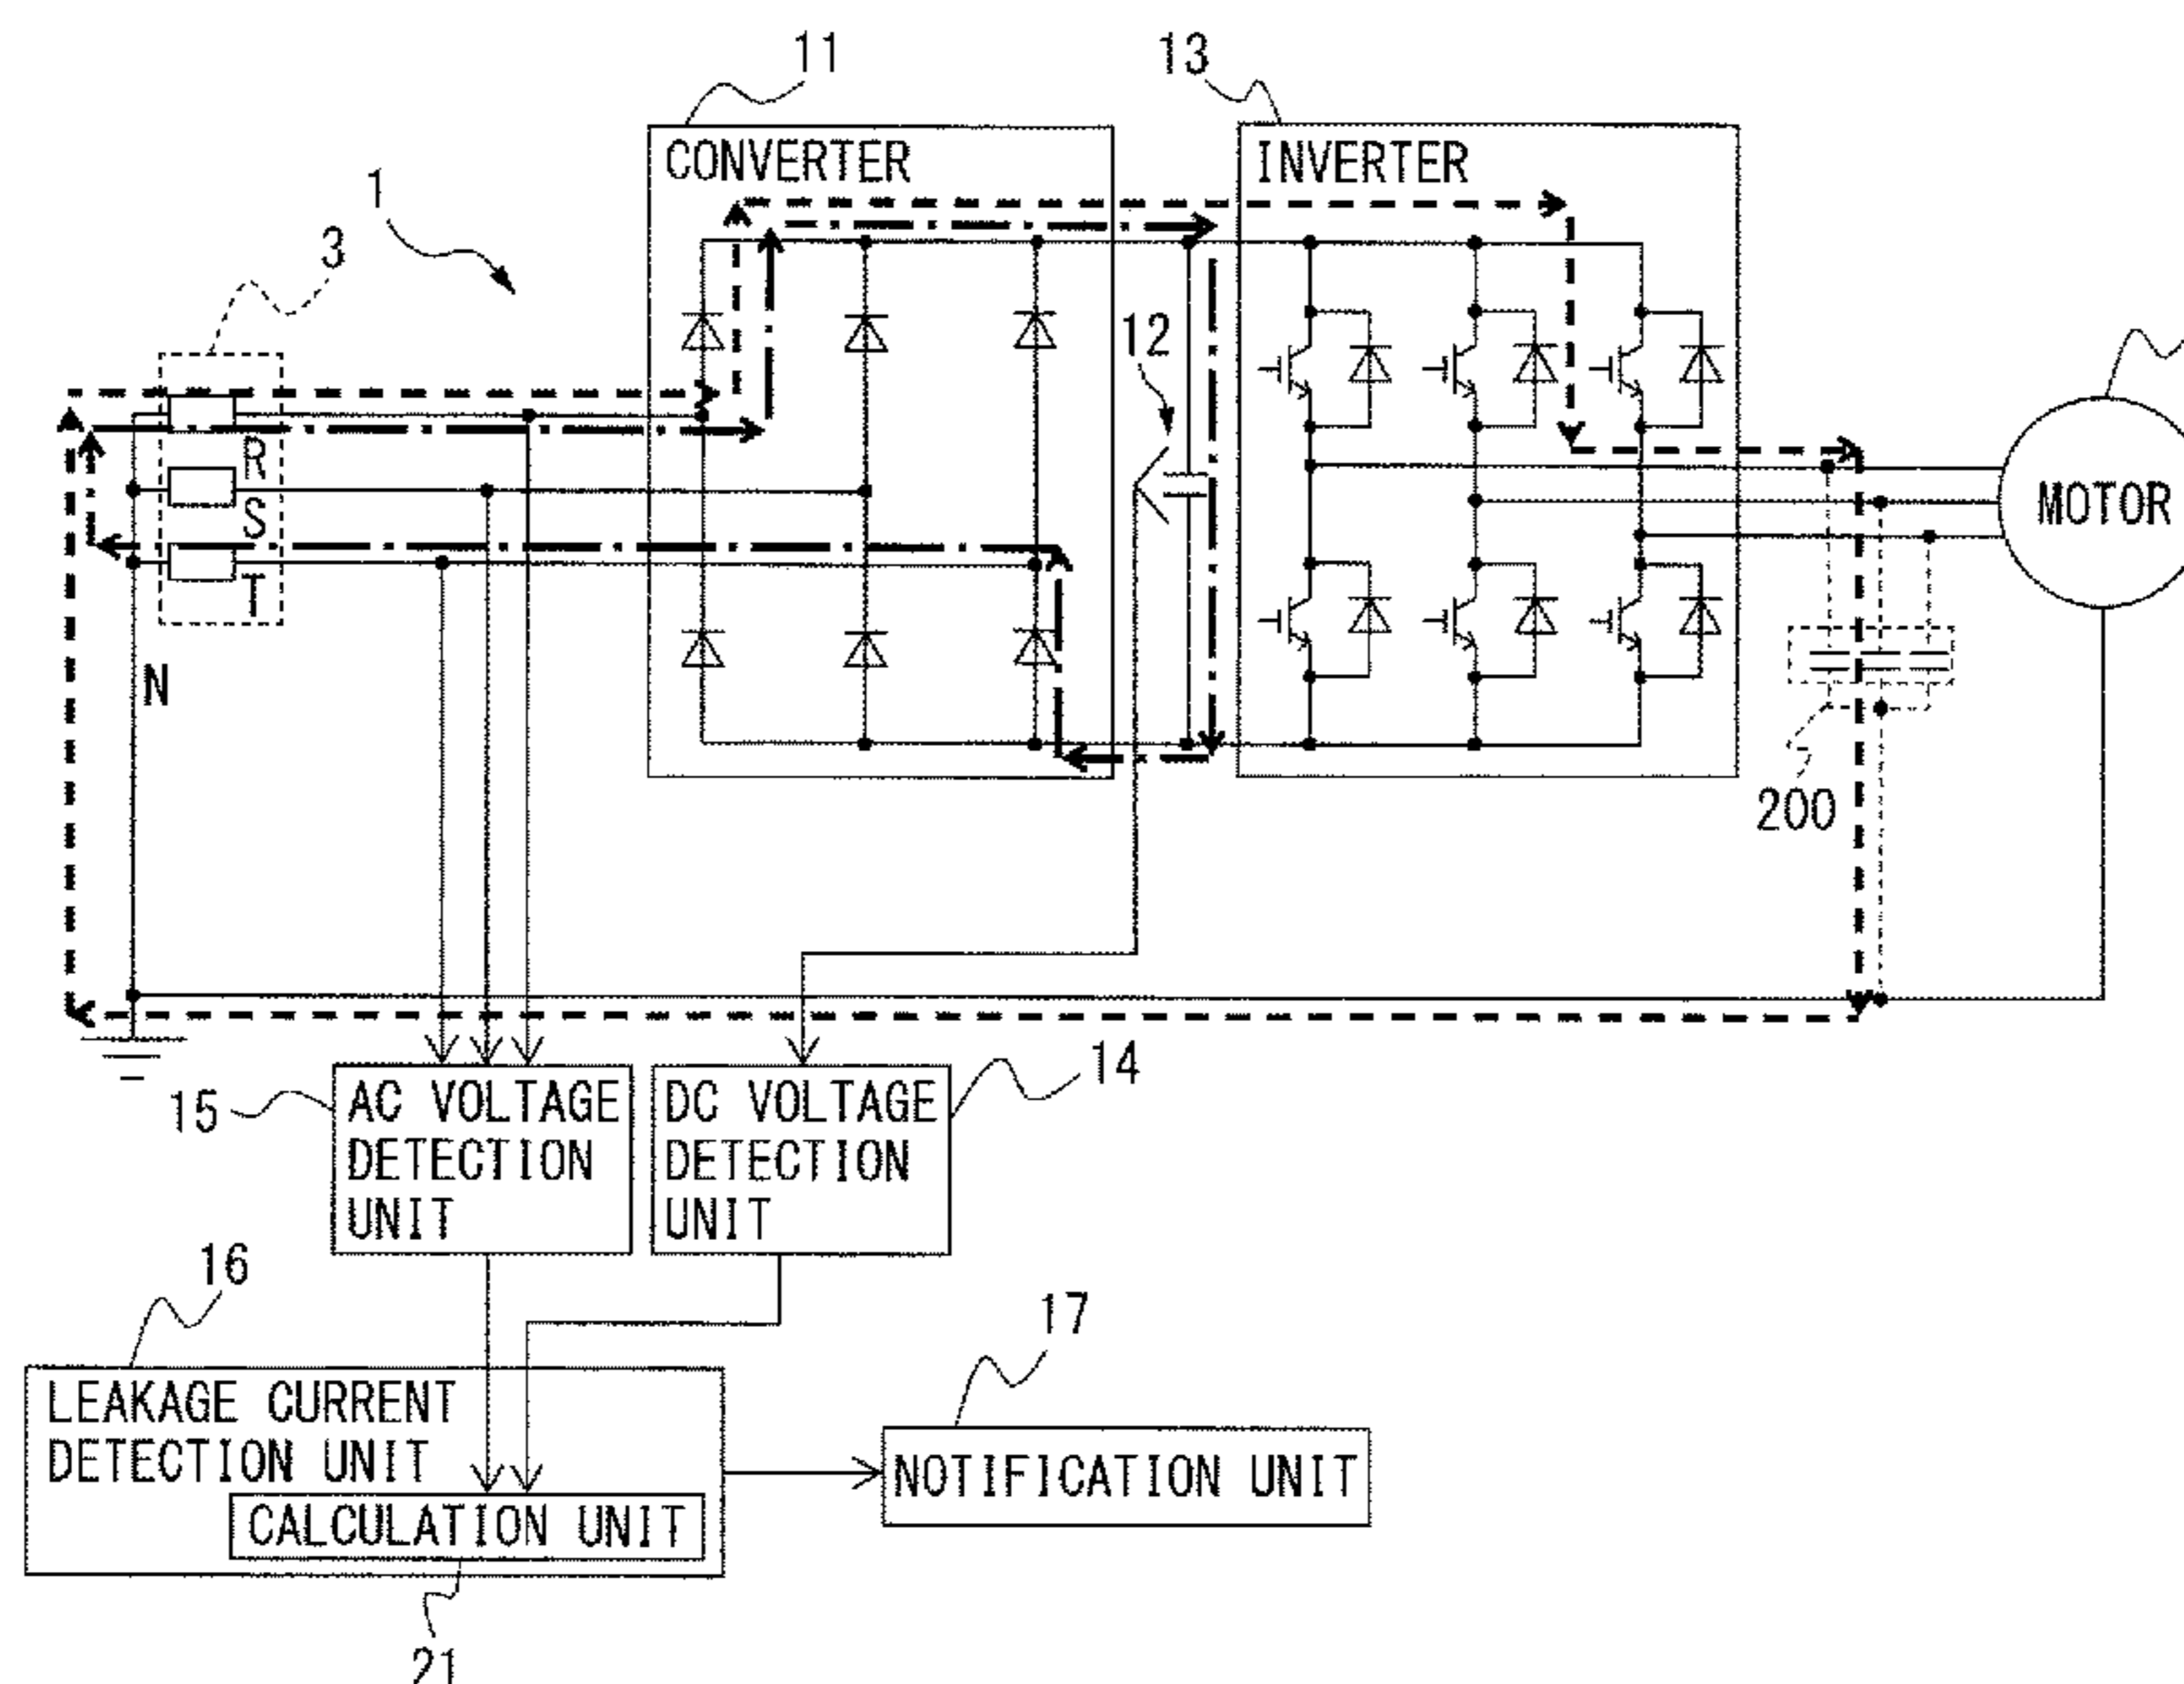 11
13
CONVERTER
INVERTER
1
3
12
R
S
T
MOTOR
N
200
14
15
AC VOLTAGE
DETECTION
UNIT
DC VOLTAGE
DETECTION
UNIT
16
17
LEAKAGE CURRENT
DETECTION UNIT
NOTIFICATION UNIT
CALCULATION UNIT
21